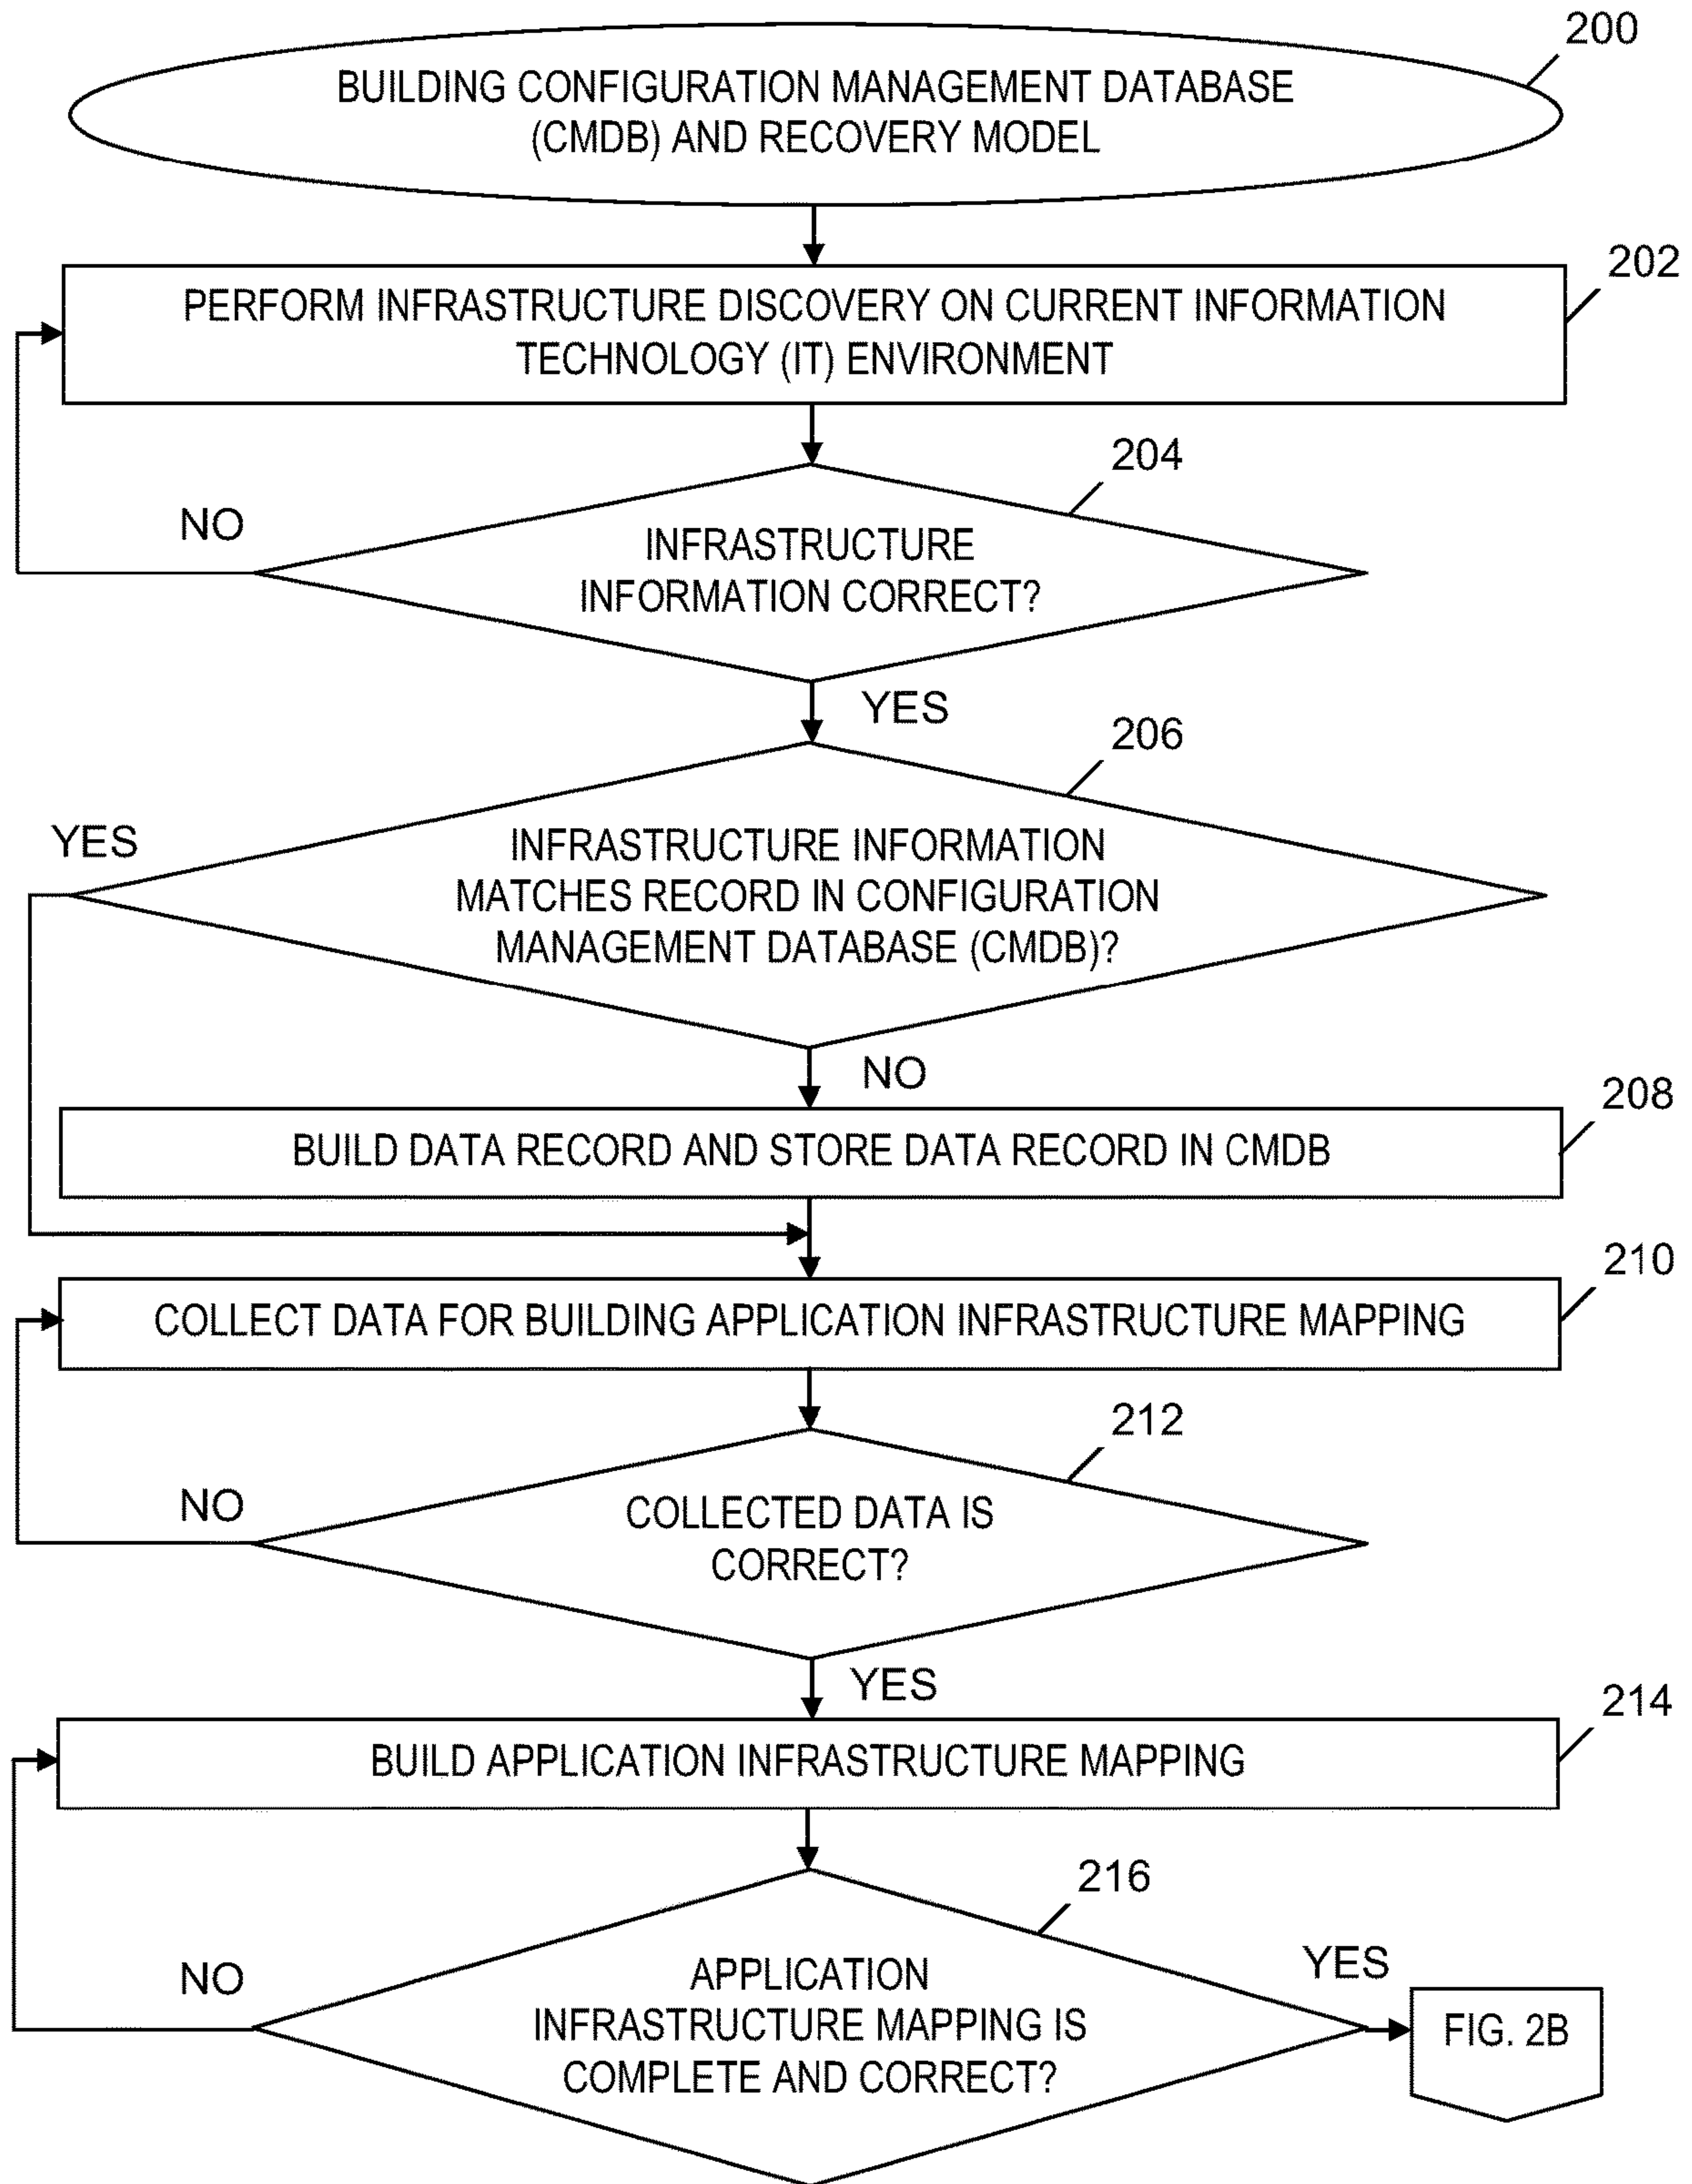 200
BUILDING CONFIGURATION MANAGEMENT DATABASE
(CMDB) AND RECOVERY MODEL
202
PERFORM INFRASTRUCTURE DISCOVERY ON CURRENT INFORMATION
TECHNOLOGY (IT) ENVIRONMENT
204
NO
INFRASTRUCTURE
INFORMATION CORRECT?
YES
206
YES
INFRASTRUCTURE INFORMATION
MATCHES RECORD IN CONFIGURATION
MANAGEMENT DATABASE (CMDB)?
NO
208
BUILD DATA RECORD AND STORE DATA RECORD IN CMDB
210
COLLECT DATA FOR BUILDING APPLICATION INFRASTRUCTURE MAPPING
212
NO
COLLECTED DATA IS
CORRECT?
YES
214
BUILD APPLICATION INFRASTRUCTURE MAPPING
216
NO
APPLICATION
INFRASTRUCTURE MAPPING IS
COMPLETE AND CORRECT?
YES
FIG. 2B